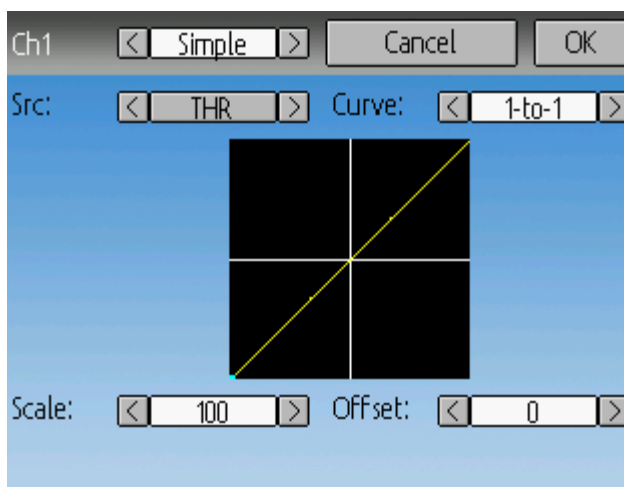 Ch1 < Simple > Cancel OK
Src: < THR > Curve: < 1-to-1 >
Scale: < 100 > Offset: < 0 >